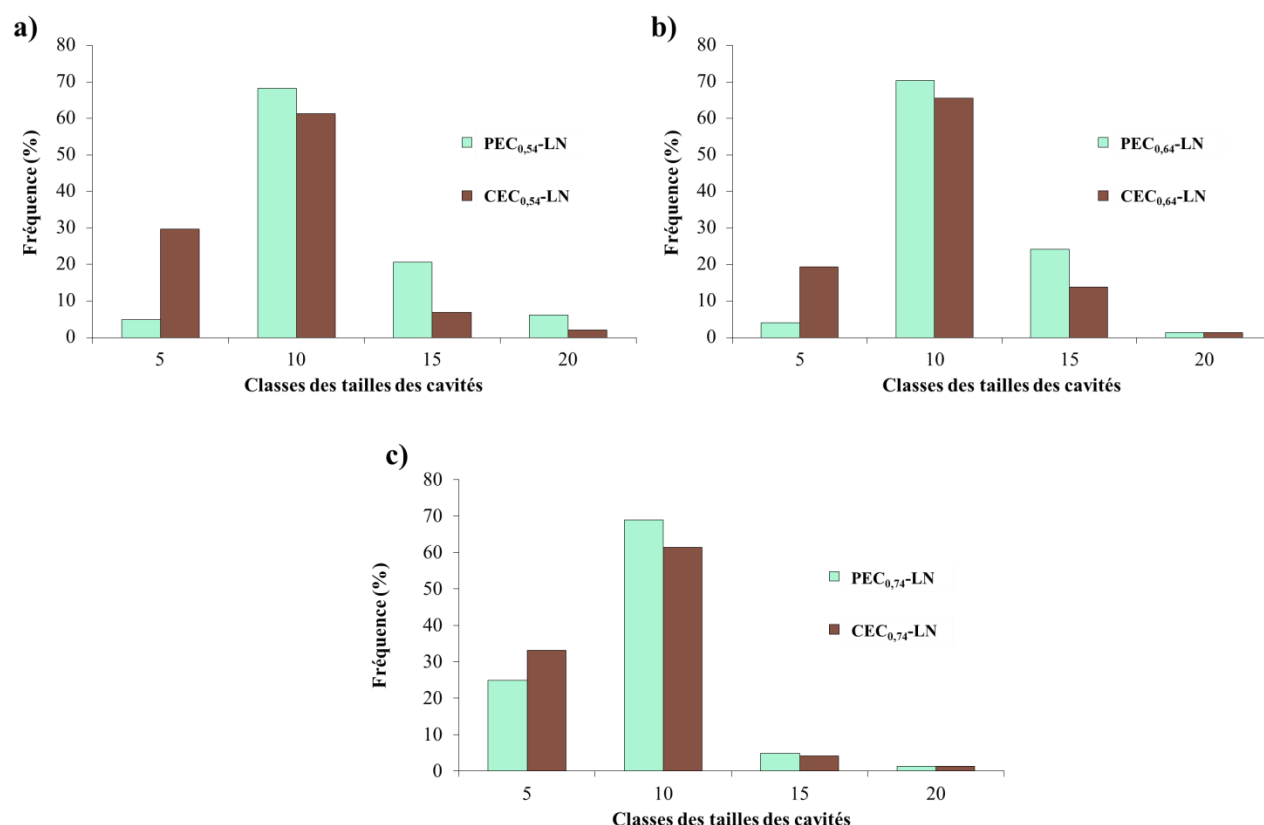 a)
80
70
60
50
40
30
20
10
0
Fréquence (%)
PEC0,54-LN
CEC0,54-LN
5 10 15 20
Classes des tailles des cavités
b)
80
70
60
50
40
30
20
10
0
Fréquence (%)
PEC0,64-LN
CEC0,64-LN
5 10 15 20
Classes des tailles des cavités
c)
80
70
60
50
40
30
20
10
0
Fréquence (%)
PEC0,74-LN
CEC0,74-LN
5 10 15 20
Classes des tailles des cavités